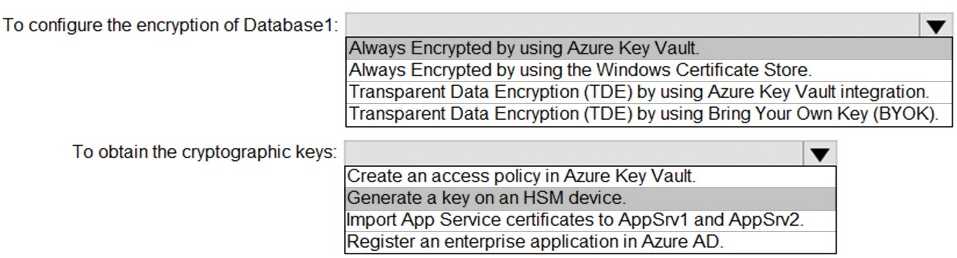 To configure the encryption of Database1:
Always Encrypted by using Azure Key Vault.
Always Encrypted by using the Windows Certificate Store.
Transparent Data Encryption (TDE) by using Azure Key Vault integration.
Transparent Data Encryption (TDE) by using Bring Your Own Key (BYOK).
To obtain the cryptographic keys:
Create an access policy in Azure Key Vault.
Generate a key on an HSM device.
Import App Service certificates to AppSrv1 and AppSrv2.
Register an enterprise application in Azure AD.